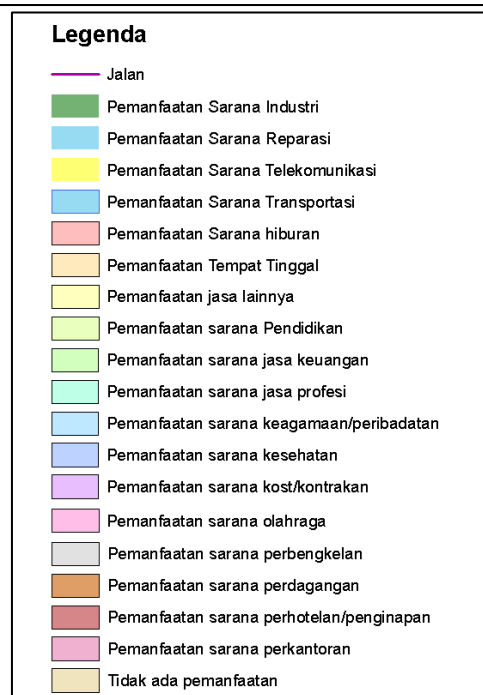 Legenda
Jalan
Pemanfaatan Sarana Industri
Pemanfaatan Sarana Reparasi
Pemanfaatan Sarana Telekomunikasi
Pemanfaatan Sarana Transportasi
Pemanfaatan Sarana hiburan
Pemanfaatan Tempat Tinggal
Pemanfaatan jasa lainnya
Pemanfaatan sarana Pendidikan
Pemanfaatan sarana jasa keuangan
Pemanfaatan sarana jasa profesi
Pemanfaatan sarana keagamaan/peribadatan
Pemanfaatan sarana kesehatan
Pemanfaatan sarana kost/kontrakan
Pemanfaatan sarana olahraga
Pemanfaatan sarana perbengkelan
Pemanfaatan sarana perdagangan
Pemanfaatan sarana perhotelan/penginapan
Pemanfaatan sarana perkantoran
Tidak ada pemanfaatan